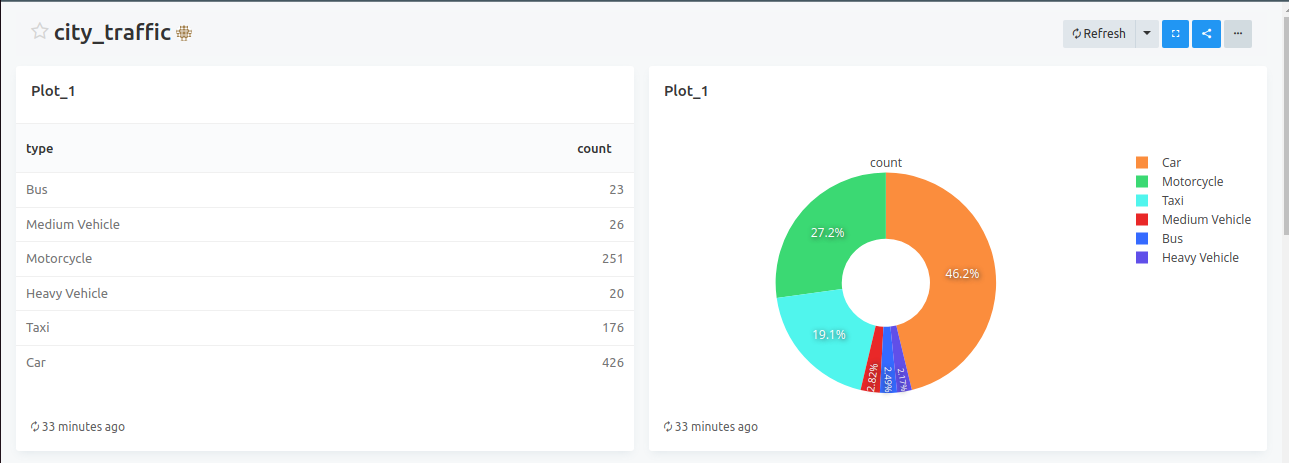 city_traffic
Refresh
Plot_1
type count
Bus 23
Medium Vehicle 26
Motorcycle 251
Heavy Vehicle 20
Taxi 176
Car 426
33 minutes ago
Plot_1
count
46.2%
27.2%
19.1%
2.82%
2.49%
2.17%
Car
Motorcycle
Taxi
Medium Vehicle
Bus
Heavy Vehicle
33 minutes ago